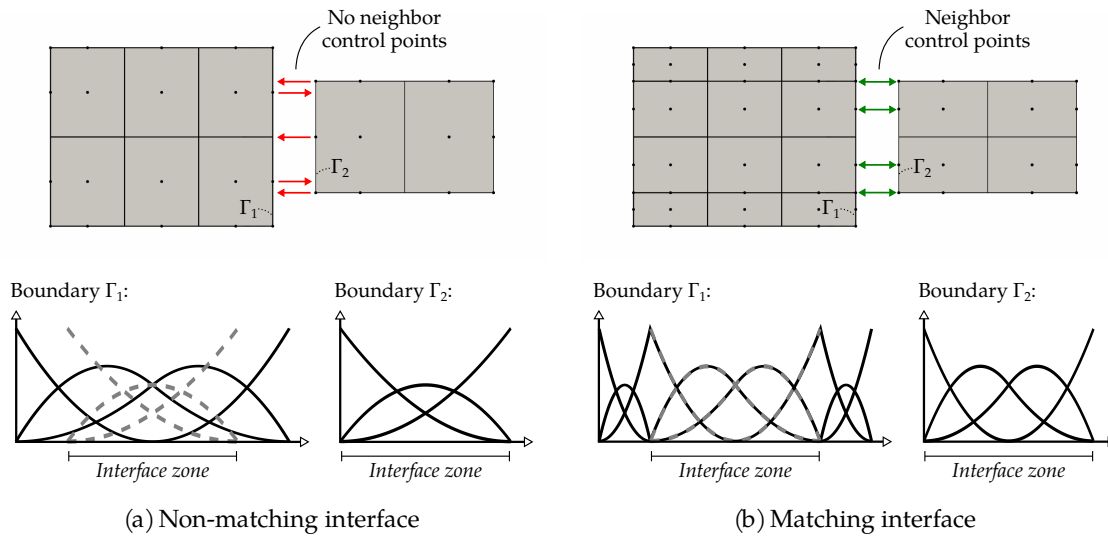 No neighbor
control points
Γ₂
Γ₁
Boundary Γ₁:
Boundary Γ₂:
Interface zone
Interface zone
(a) Non-matching interface
Neighbor
control points
Γ₂
Γ₁
Boundary Γ₁:
Boundary Γ₂:
Interface zone
Interface zone
(b) Matching interface